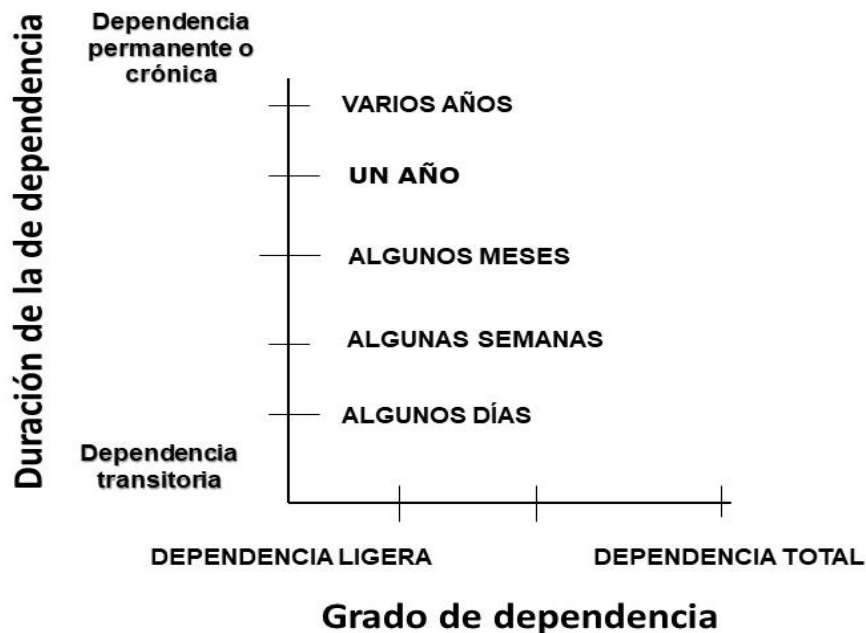 Duración de la de dependencia
Dependencia
permanente o
crónica
VARIOS AÑOS
UN AÑO
ALGUNOS MESES
ALGUNAS SEMANAS
ALGUNOS DÍAS
Dependencia
transitoria
DEPENDENCIA LIGERA
DEPENDENCIA TOTAL
Grado de dependencia